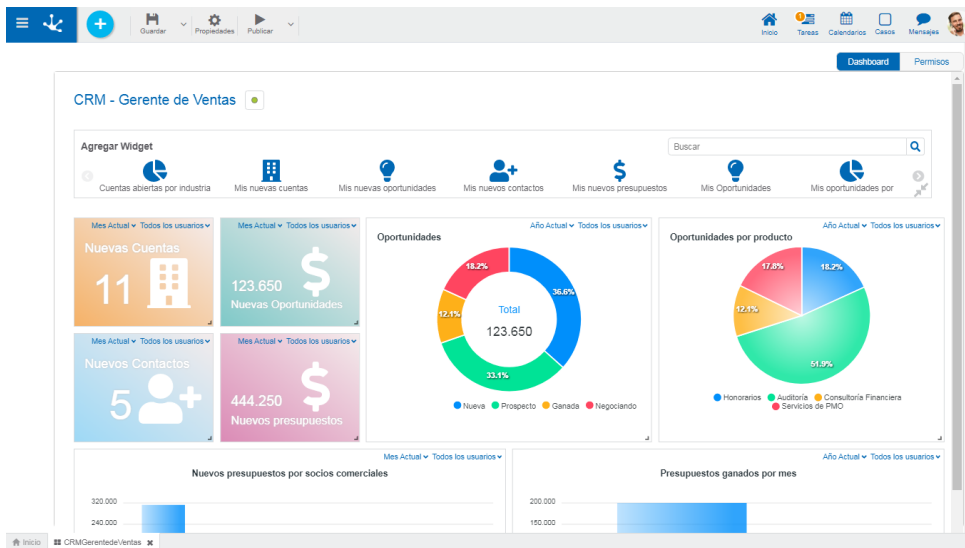 Guardar
Propiedades
Publicar
Inicio
1
Tareas
Calendarios
Casos
Mensajes
Dashboard
Permisos
CRM - Gerente de Ventas
Agregar Widget
Buscar
Cuentas abiertas por industria
Mis nuevas cuentas
Mis nuevas oportunidades
Mis nuevos contactos
Mis nuevos presupuestos
Mis Oportunidades
Mis oportunidades por
Mes Actual Todos los usuarios
Nuevas Cuentas
11
Mes Actual Todos los usuarios
123.650
Nuevas Oportunidades
Año Actual Todos los usuarios
Oportunidades
18.2%
36.6%
12.1%
33.1%
Total
123.650
Nueva Prospecto Ganada Negociando
Año Actual Todos los usuarios
Oportunidades por producto
17.8%
18.2%
12.1%
51.9%
Honorarios Auditoría Consultoría Financiera
Servicios de PMO
Mes Actual Todos los usuarios
Nuevos Contactos
5
Mes Actual Todos los usuarios
444.250
Nuevos presupuestos
Mes Actual Todos los usuarios
Nuevos presupuestos por socios comerciales
320.000
240.000
Año Actual Todos los usuarios
Presupuestos ganados por mes
200.000
150.000
Inicio
CRMGerentedeVentas